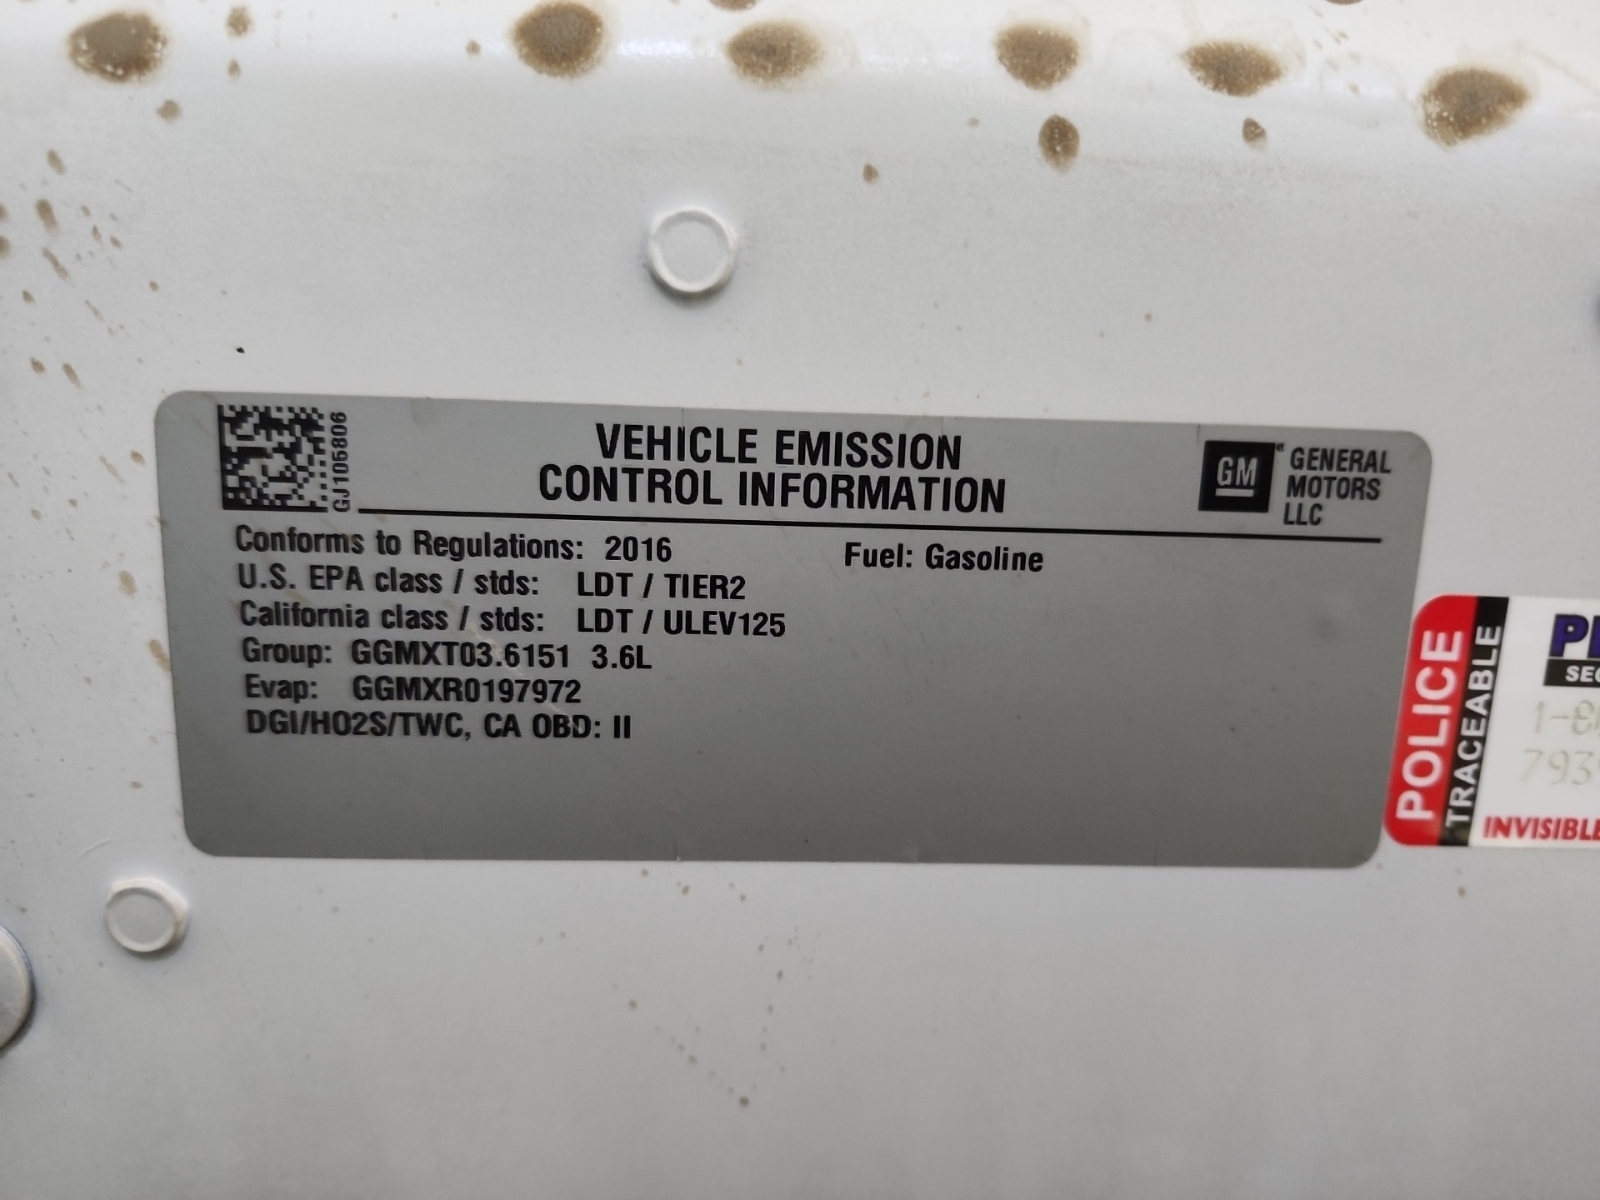 GJ105806
VEHICLE EMISSION
CONTROL INFORMATION
GM
GENERAL
MOTORS
LLC
Conforms to Regulations: 2016
Fuel: Gasoline
U.S. EPA class / stds: LDT / TIER2
California class / stds: LDT / ULEV125
Group: GGMXT03.6151 3.6L
Evap: GGMXR0197972
DGI/HO2S/TWC, CA OBD: II
POLICE
TRACEABLE
INVISIBLE